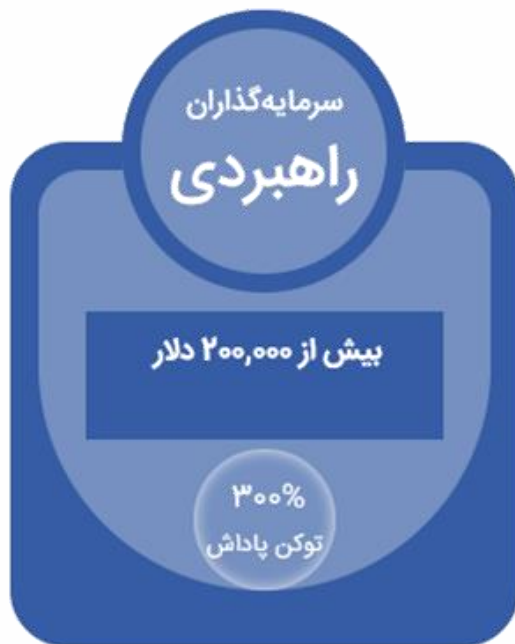 سرمایه‌گذاران
راهبردی
بیش از ۲۰۰,۰۰۰ دلار
۳۰۰%
توکن پاداش